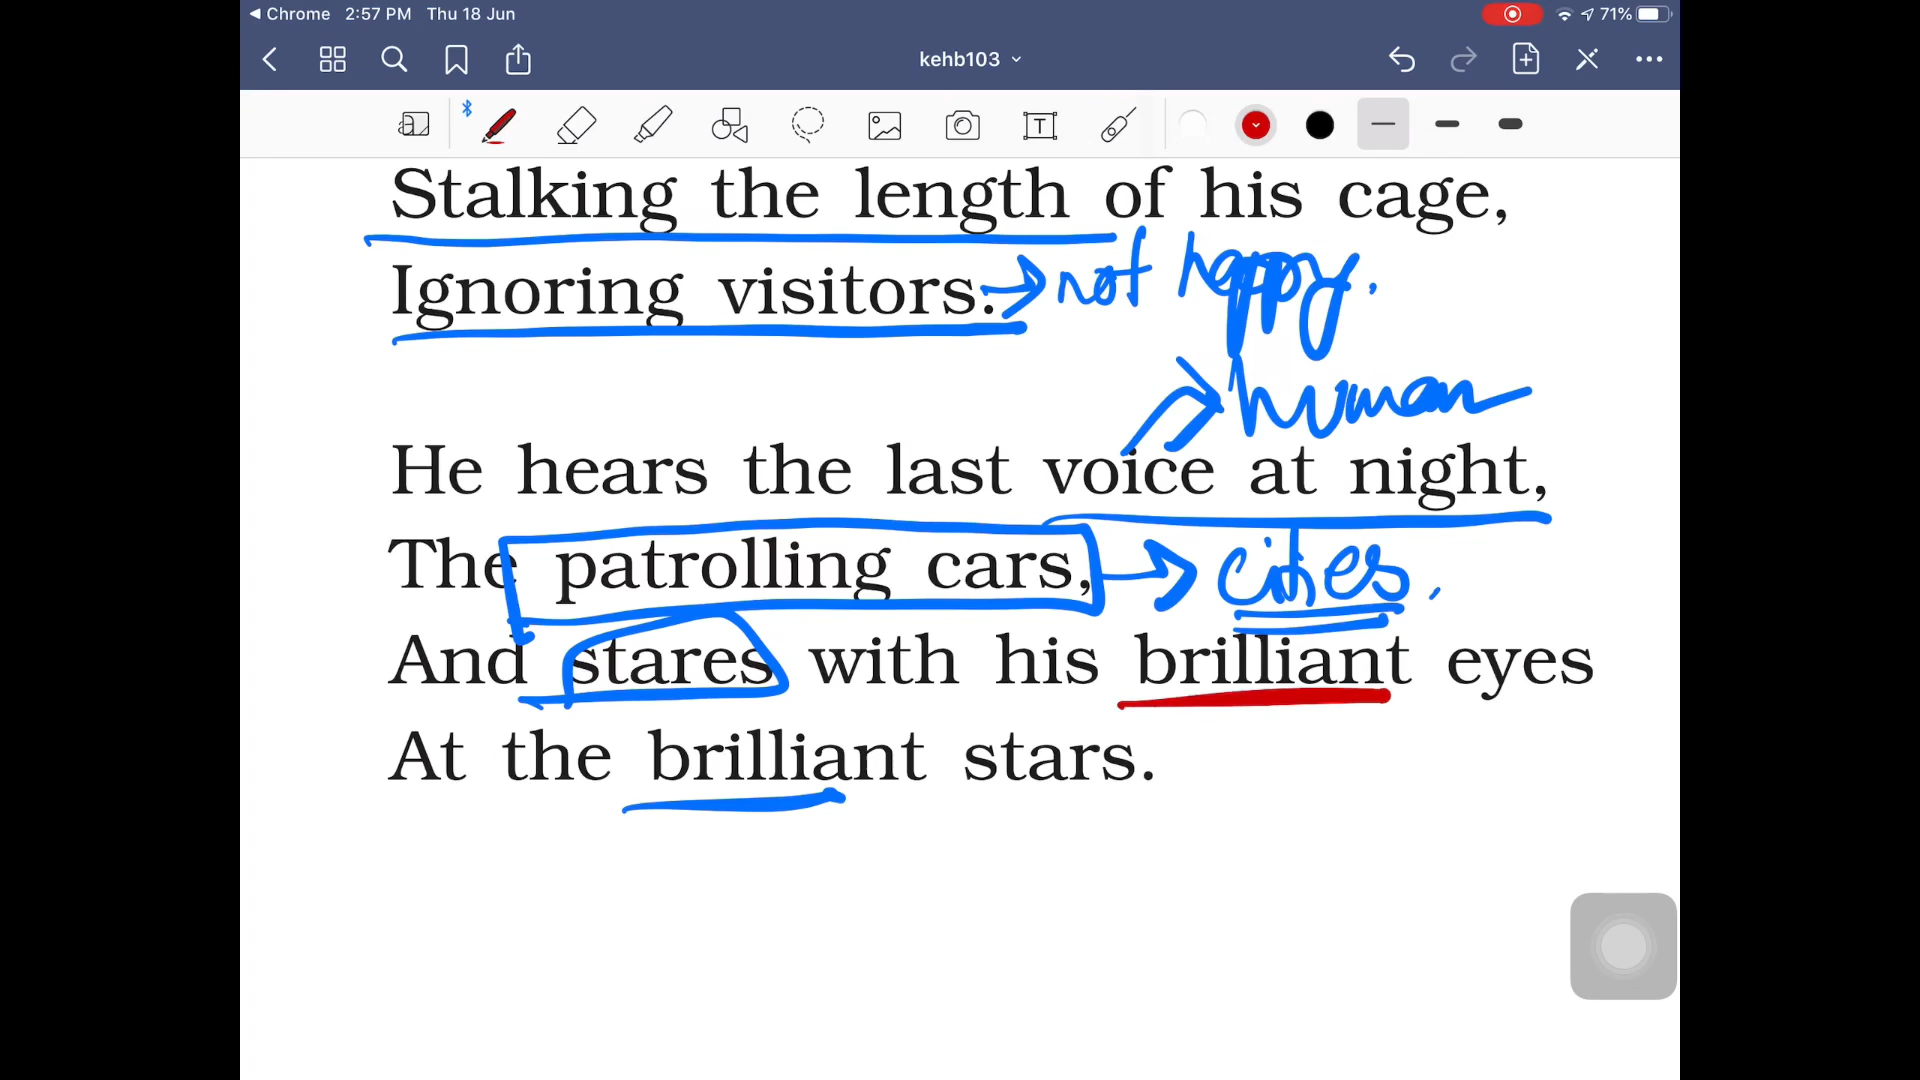 Chrome 2:57 PM Thu 18 Jun 71%
kehb103
a T
Stalking the length of his cage,
Ignoring visitors. not happy.
human
He hears the last voice at night,
The patrolling cars, cities.
And stares with his brilliant eyes
At the brilliant stars.